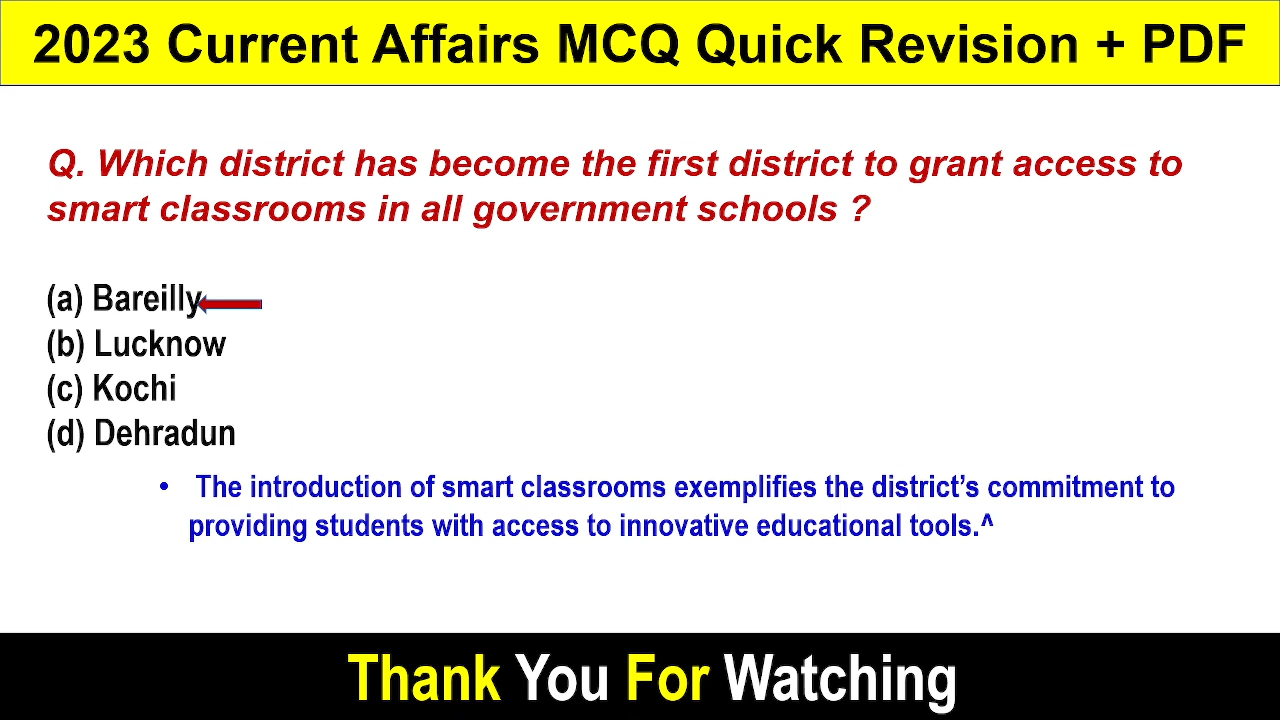 2023 Current Affairs MCQ Quick Revision + PDF
Q. Which district has become the first district to grant access to
smart classrooms in all government schools ?
(a) Bareilly
(b) Lucknow
(c) Kochi
(d) Dehradun
• The introduction of smart classrooms exemplifies the district's commitment to
providing students with access to innovative educational tools.^
Thank You For Watching